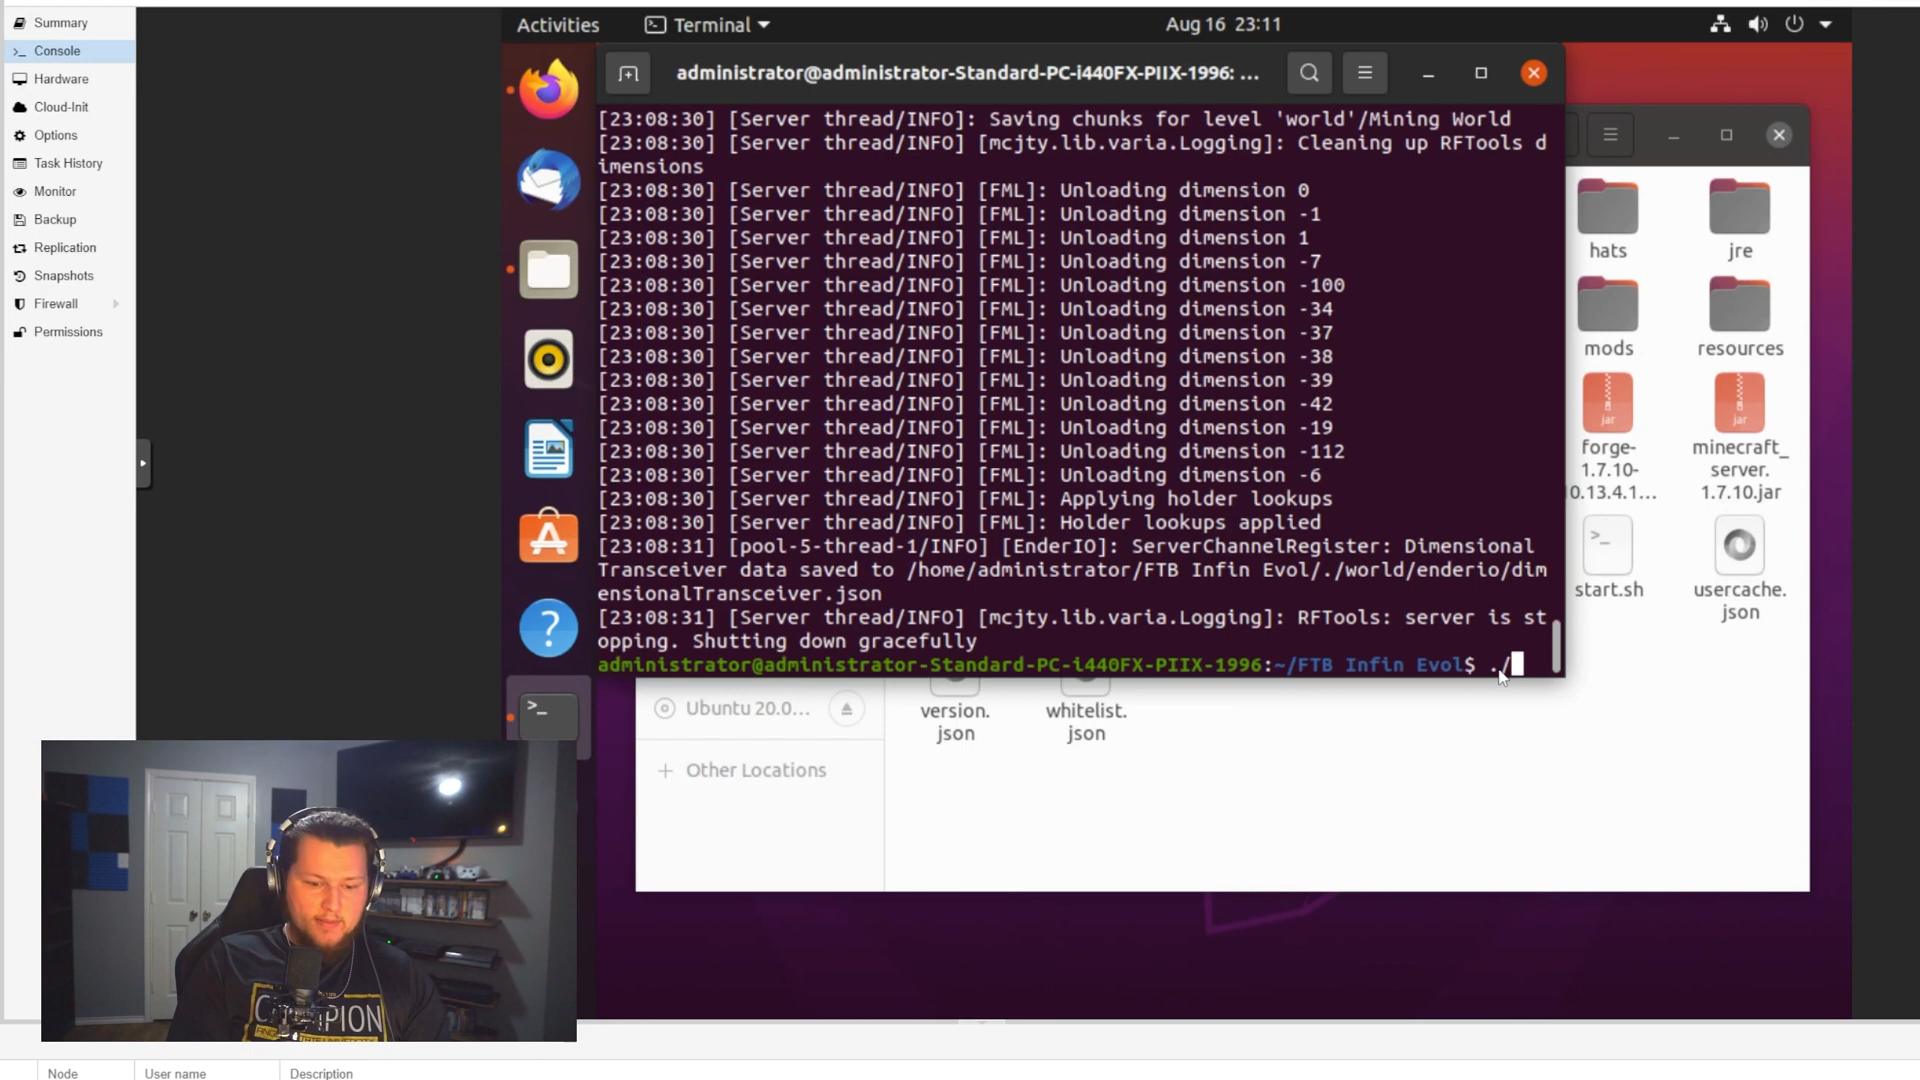 Summary
Console
Hardware
Cloud-Init
Options
Task History
Monitor
Backup
Replication
Snapshots
Firewall
Permissions
Activities
Terminal
Aug 16 23:11
administrator@administrator-Standard-PC-i440FX-PIIX-1996: ...
[23:08:30] [Server thread/INFO]: Saving chunks for level 'world'/Mining World
[23:08:30] [Server thread/INFO] [mcjty.lib.varia.Logging]: Cleaning up RFTools d
imensions
[23:08:30] [Server thread/INFO] [FML]: Unloading dimension 0
[23:08:30] [Server thread/INFO] [FML]: Unloading dimension -1
[23:08:30] [Server thread/INFO] [FML]: Unloading dimension 1
[23:08:30] [Server thread/INFO] [FML]: Unloading dimension -7
[23:08:30] [Server thread/INFO] [FML]: Unloading dimension -100
[23:08:30] [Server thread/INFO] [FML]: Unloading dimension -34
[23:08:30] [Server thread/INFO] [FML]: Unloading dimension -37
[23:08:30] [Server thread/INFO] [FML]: Unloading dimension -38
[23:08:30] [Server thread/INFO] [FML]: Unloading dimension -39
[23:08:30] [Server thread/INFO] [FML]: Unloading dimension -42
[23:08:30] [Server thread/INFO] [FML]: Unloading dimension -19
[23:08:30] [Server thread/INFO] [FML]: Unloading dimension -112
[23:08:30] [Server thread/INFO] [FML]: Unloading dimension -6
[23:08:30] [Server thread/INFO] [FML]: Applying holder lookups
[23:08:30] [Server thread/INFO] [FML]: Holder lookups applied
[23:08:31] [pool-5-thread-1/INFO] [EnderIO]: ServerChannelRegister: Dimensional
Transceiver data saved to /home/administrator/FTB Infin Evol/./world/enderio/dim
ensionalTransceiver.json
[23:08:31] [Server thread/INFO] [mcjty.lib.varia.Logging]: RFTools: server is st
opping. Shutting down gracefully
administrator@administrator-Standard-PC-i440FX-PIIX-1996:~/FTB Infin Evol$ ./
hats
jre
mods
resources
jar
jar
forge-
1.7.10-
10.13.4.1...
minecraft_
server.
1.7.10.jar
start.sh
usercache.
json
Ubuntu 20.0...
version.
json
whitelist.
json
Other Locations
Node
User name
Description